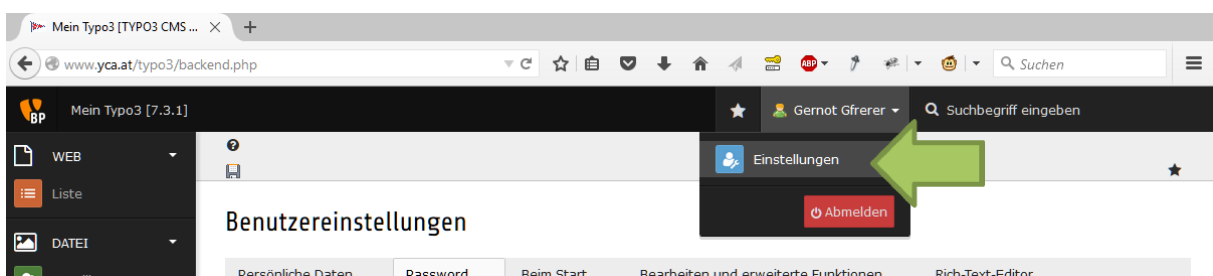 Mein Typo3 [TYPO3 CMS ...
www.yca.at/typo3/backend.php
ABP
Suchen
BP
Mein Typo3 [7.3.1]
Gernot Gfrerer
Suchbegriff eingeben
WEB
Einstellungen
Liste
Abmelden
Benutzereinstellungen
DATEI
Persönliche Daten
Password
Beim Start
Bearbeiten und erweiterte Funktionen
Rich-Text-Editor